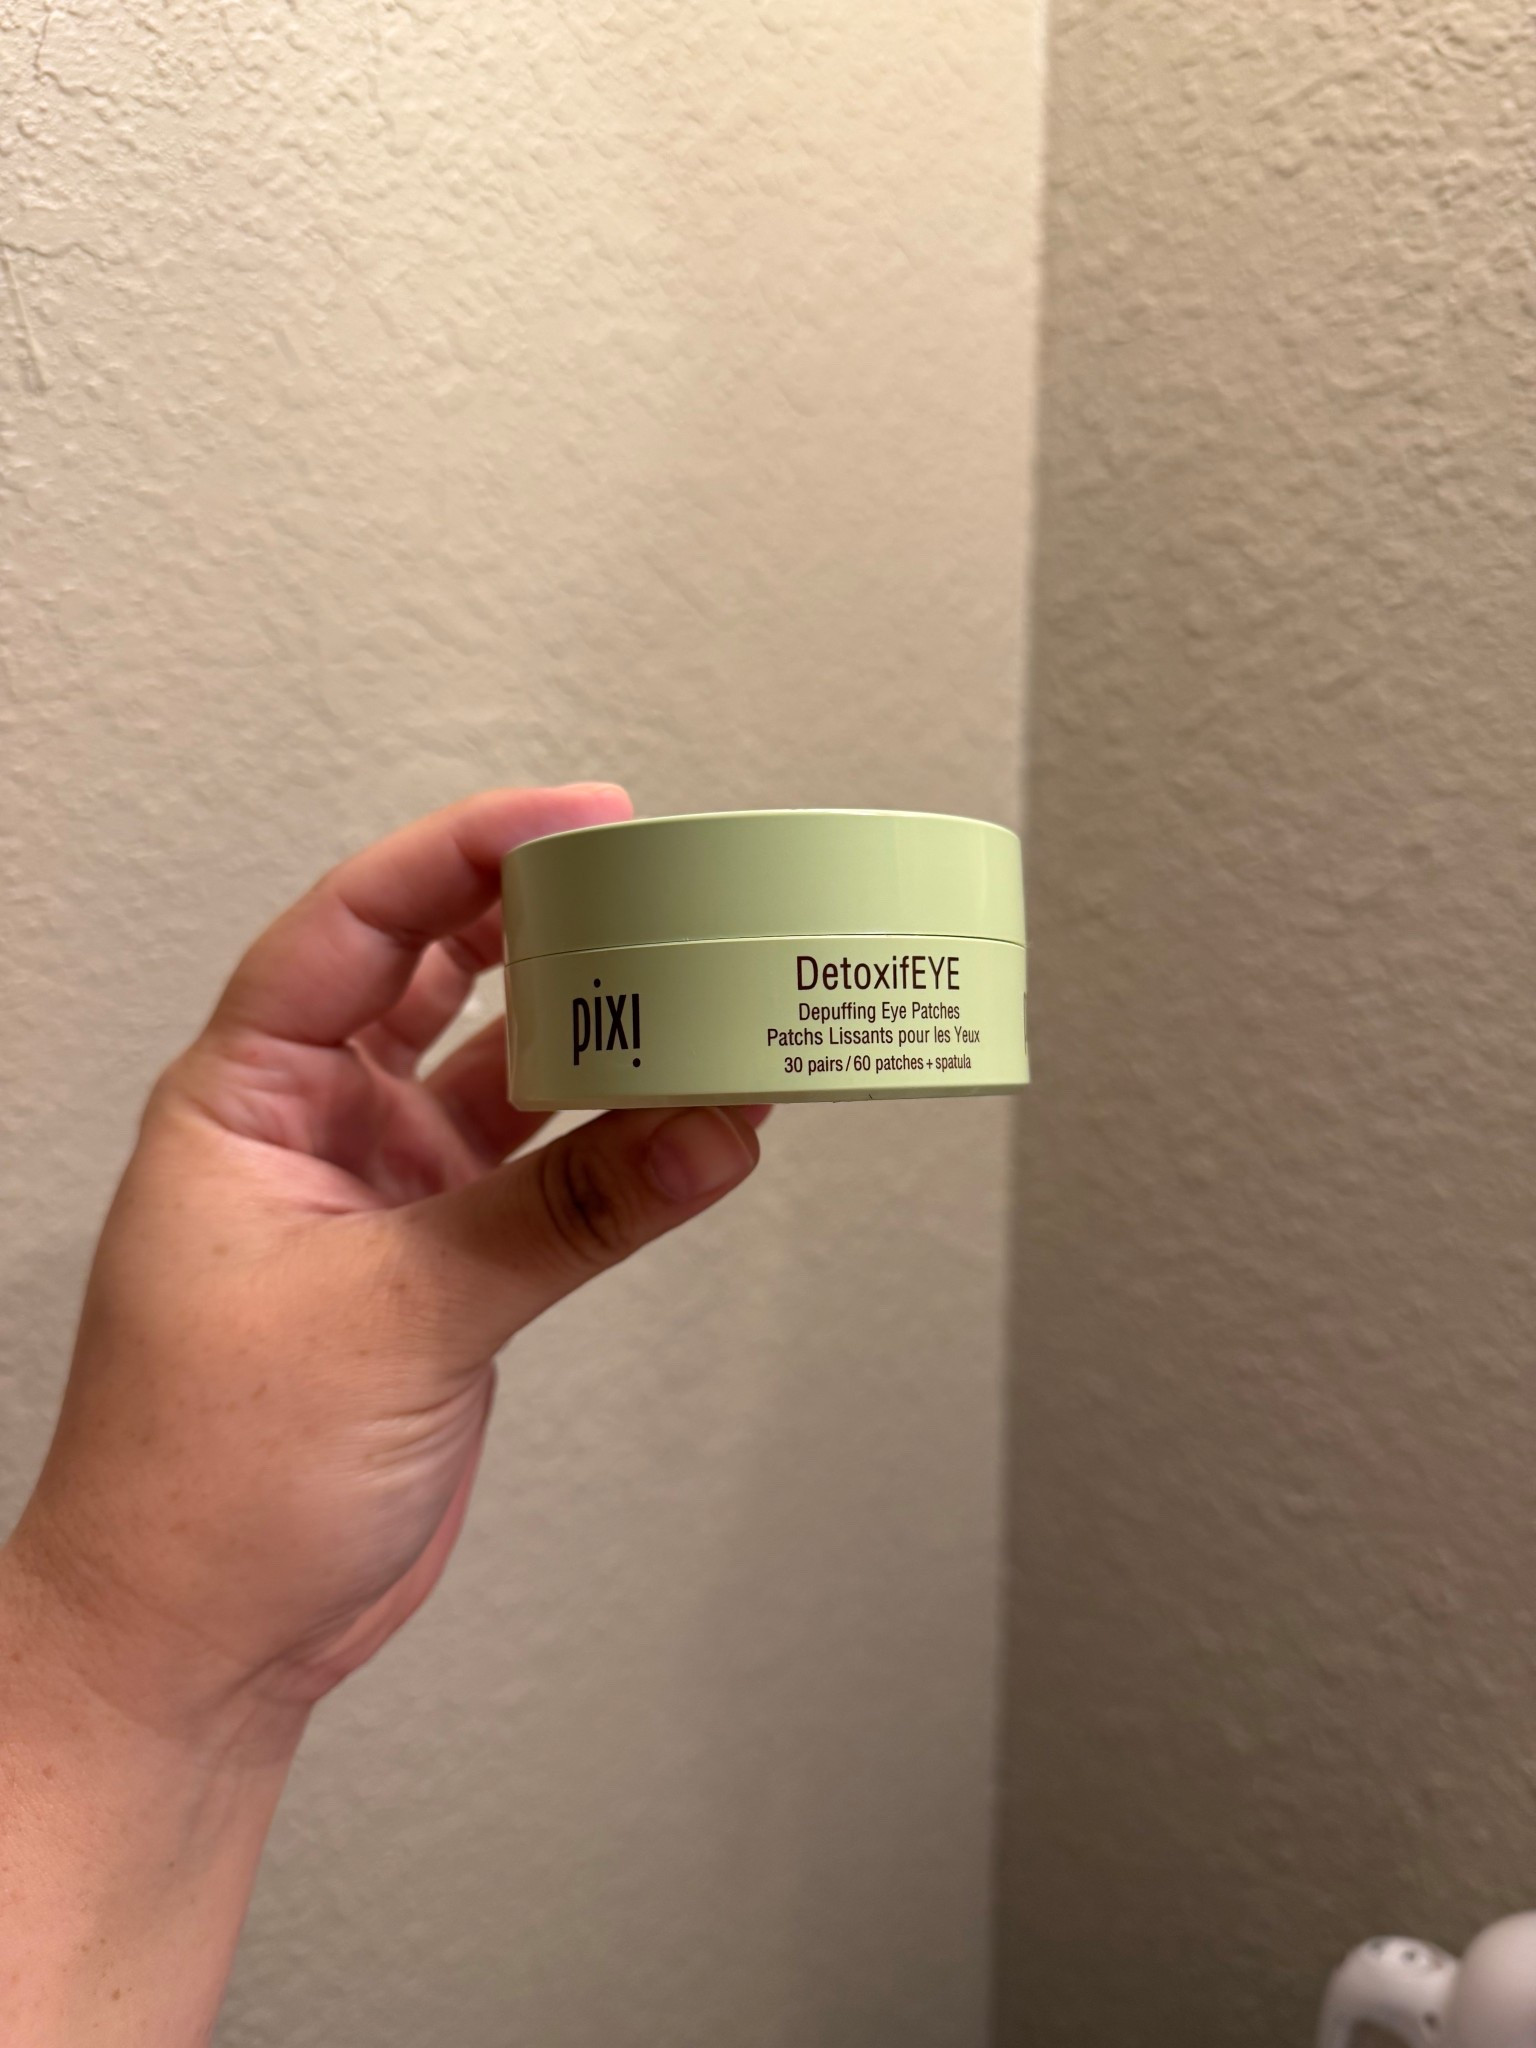 pixi
DetoxifEYE
Depuffing Eye Patches
Patchs Lissants pour les Yeux
30 pairs / 60 patches + spatula